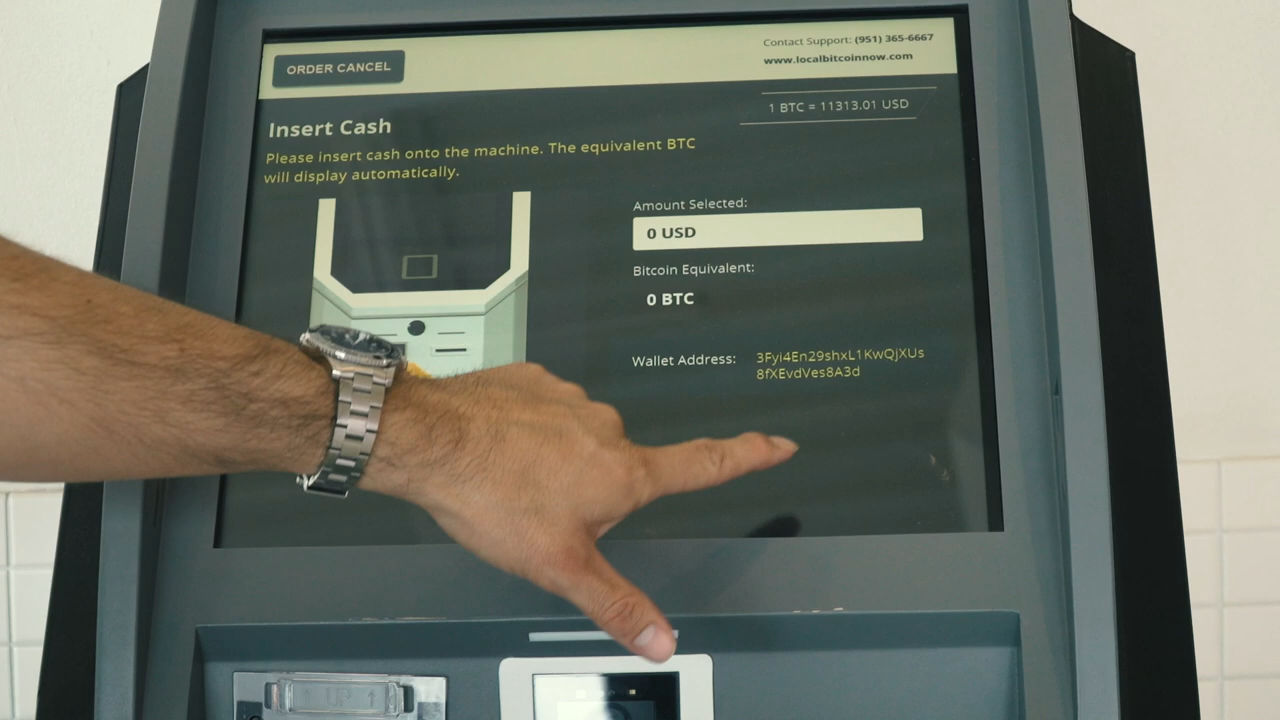 ORDER CANCEL
Contact Support: (951) 365-6667
www.localbitcoinnow.com
1 BTC = 11313.01 USD
Insert Cash
Please insert cash onto the machine. The equivalent BTC
will display automatically.
Amount Selected:
0 USD
Bitcoin Equivalent:
0 BTC
Wallet Address: 3Fyi4En29shxL1KwQjXUs
8fXEvdVes8A3d